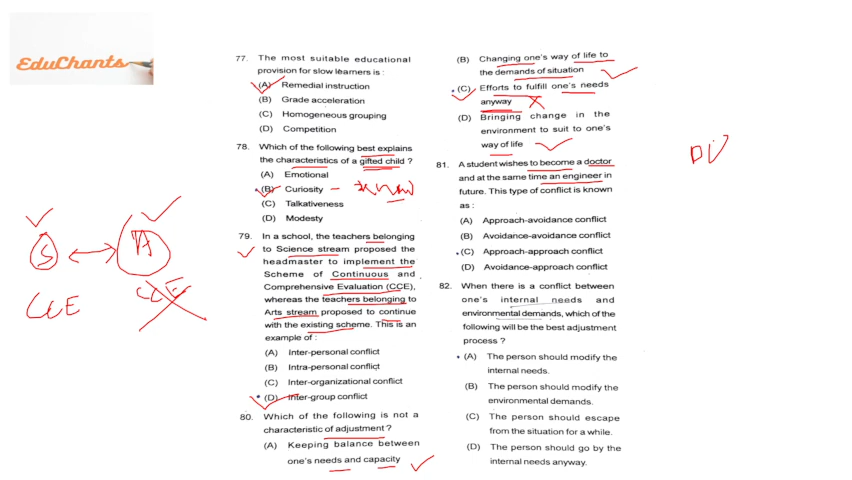 EduChants
77. The most suitable educational
provision for slow learners is :
(A) Remedial instruction
(B) Grade acceleration
(C) Homogeneous grouping
(D) Competition
78. Which of the following best explains
the characteristics of a gifted child ?
(A) Emotional
(B) Curiosity
(C) Talkativeness
(D) Modesty
79. In a school, the teachers belonging
to Science stream proposed the
headmaster to implement the
Scheme of Continuous and
Comprehensive Evaluation (CCE),
whereas the teachers belonging to
Arts stream proposed to continue
with the existing scheme. This is an
example of :
(A) Inter-personal conflict
(B) Intra-personal conflict
(C) Inter-organizational conflict
(D) Inter-group conflict
80. Which of the following is not a
characteristic of adjustment ?
(A) Keeping balance between
one's needs and capacity
(B) Changing one's way of life to
the demands of situation
(C) Efforts to fulfill one's needs
anyway
(D) Bringing change in the
environment to suit to one's
way of life
81. A student wishes to become a doctor
and at the same time an engineer in
future. This type of conflict is known
as :
(A) Approach-avoidance conflict
(B) Avoidance-avoidance conflict
(C) Approach-approach conflict
(D) Avoidance-approach conflict
82. When there is a conflict between
one's internal needs and
environmental demands, which of the
following will be the best adjustment
process ?
(A) The person should modify the
internal needs.
(B) The person should modify the
environmental demands.
(C) The person should escape
from the situation for a while.
(D) The person should go by the
internal needs anyway.
S
A
CCE
CCE